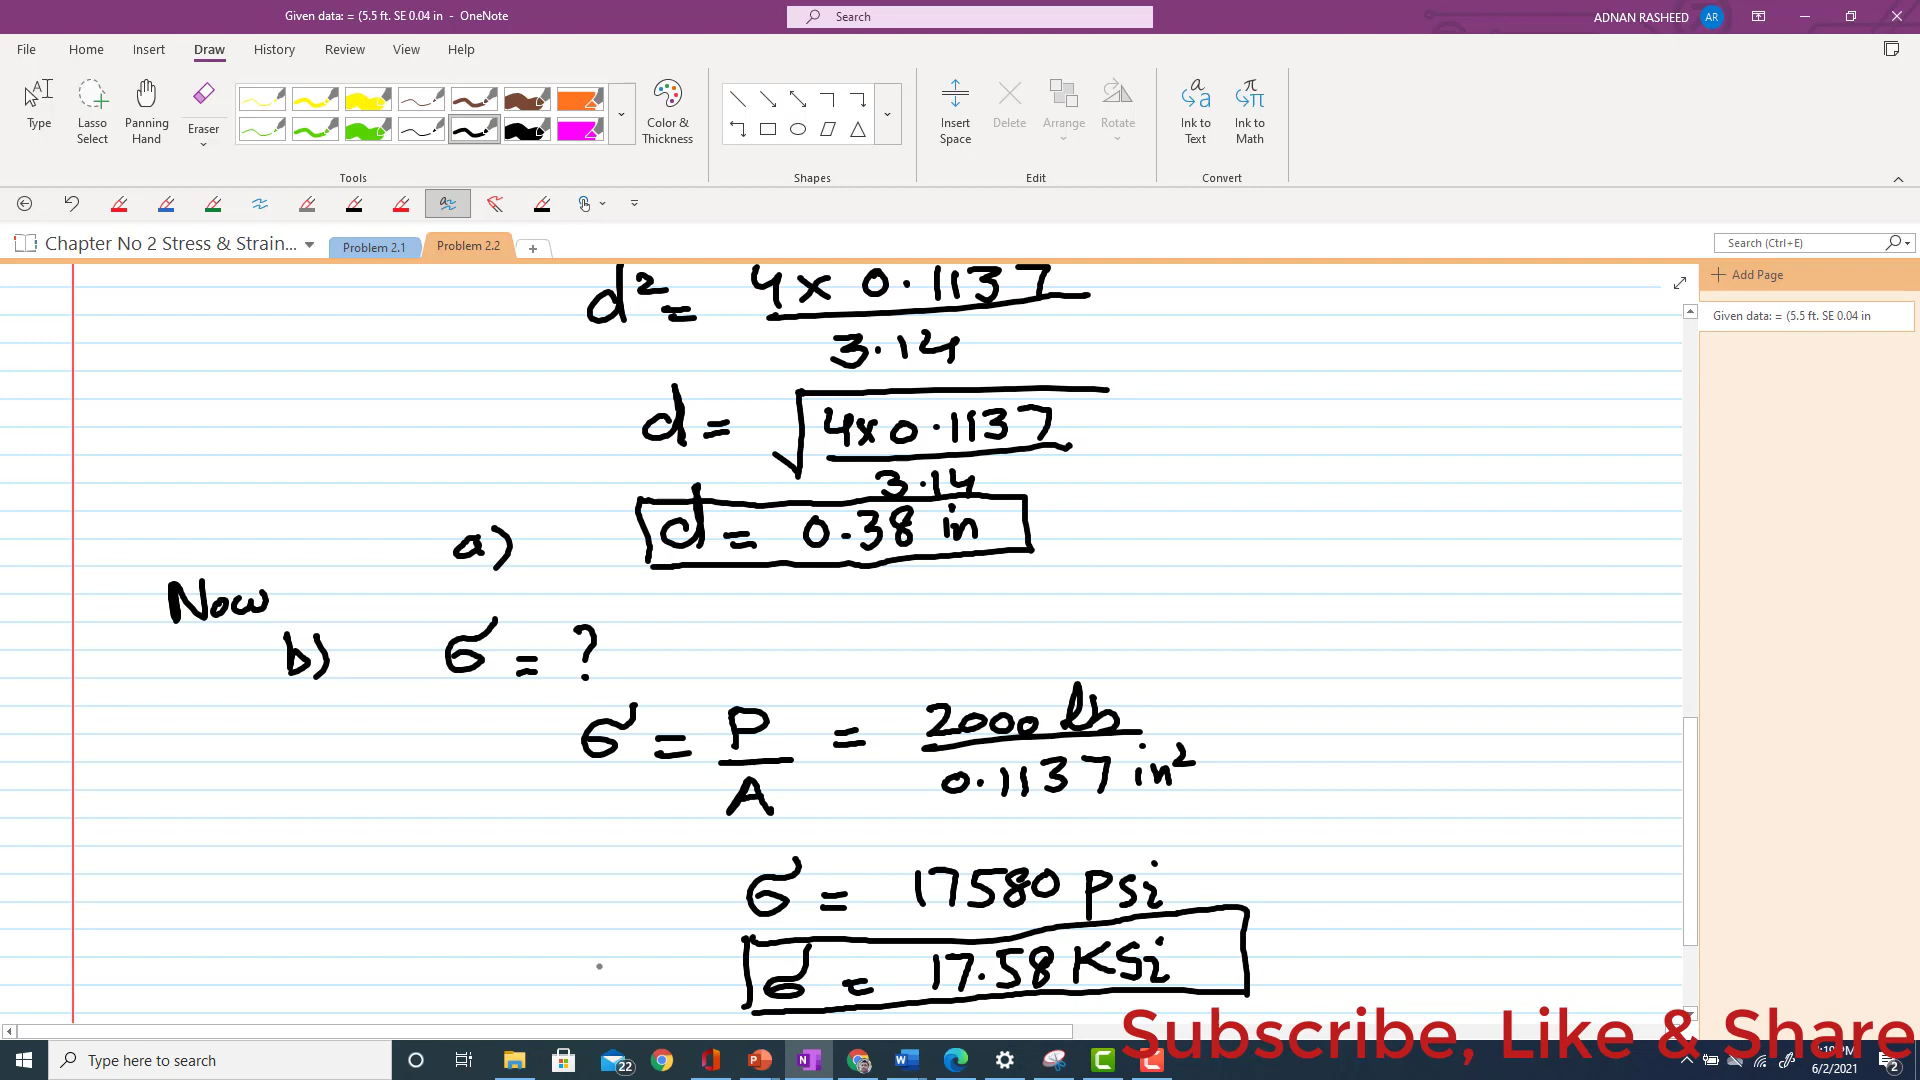 Given data: = (5.5 ft. SE 0.04 in - OneNote
Search
ADNAN RASHEED
AR
File Home Insert Draw History Review View Help
Type
Lasso Select
Panning Hand
Eraser
Color & Thickness
Insert Space
Delete
Arrange
Rotate
Ink to Text
Ink to Math
Tools
Shapes
Edit
Convert
Chapter No 2 Stress & Strain...
Problem 2.1
Problem 2.2
Search (Ctrl+E)
Add Page
Given data: = (5.5 ft. SE 0.04 in
d² = 4 x 0.1137
3.14
d = √4x0.1137
3.14
a) d = 0.38 in
Now
b) σ = ?
σ = P/A = 2000 lb
0.1137 in²
σ = 17580 Psi
σ = 17.58 KSi
Subscribe, Like & Share
Type here to search
22
6/2/2021
2